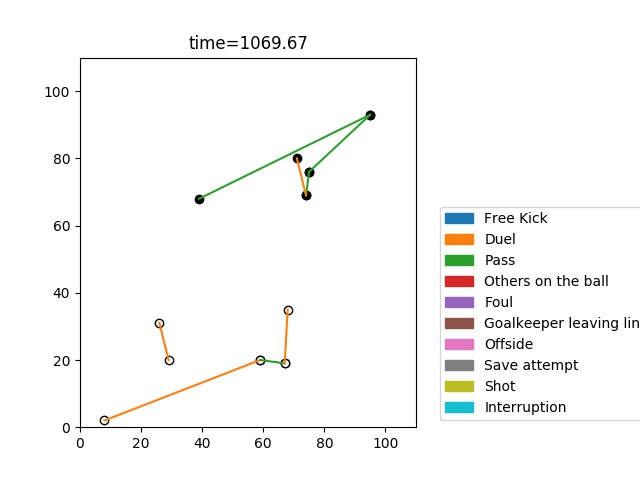 time=1069.67
100
80
60
40
20
0
0 20 40 60 80 100
Free Kick
Duel
Pass
Others on the ball
Foul
Goalkeeper leaving lin
Offside
Save attempt
Shot
Interruption